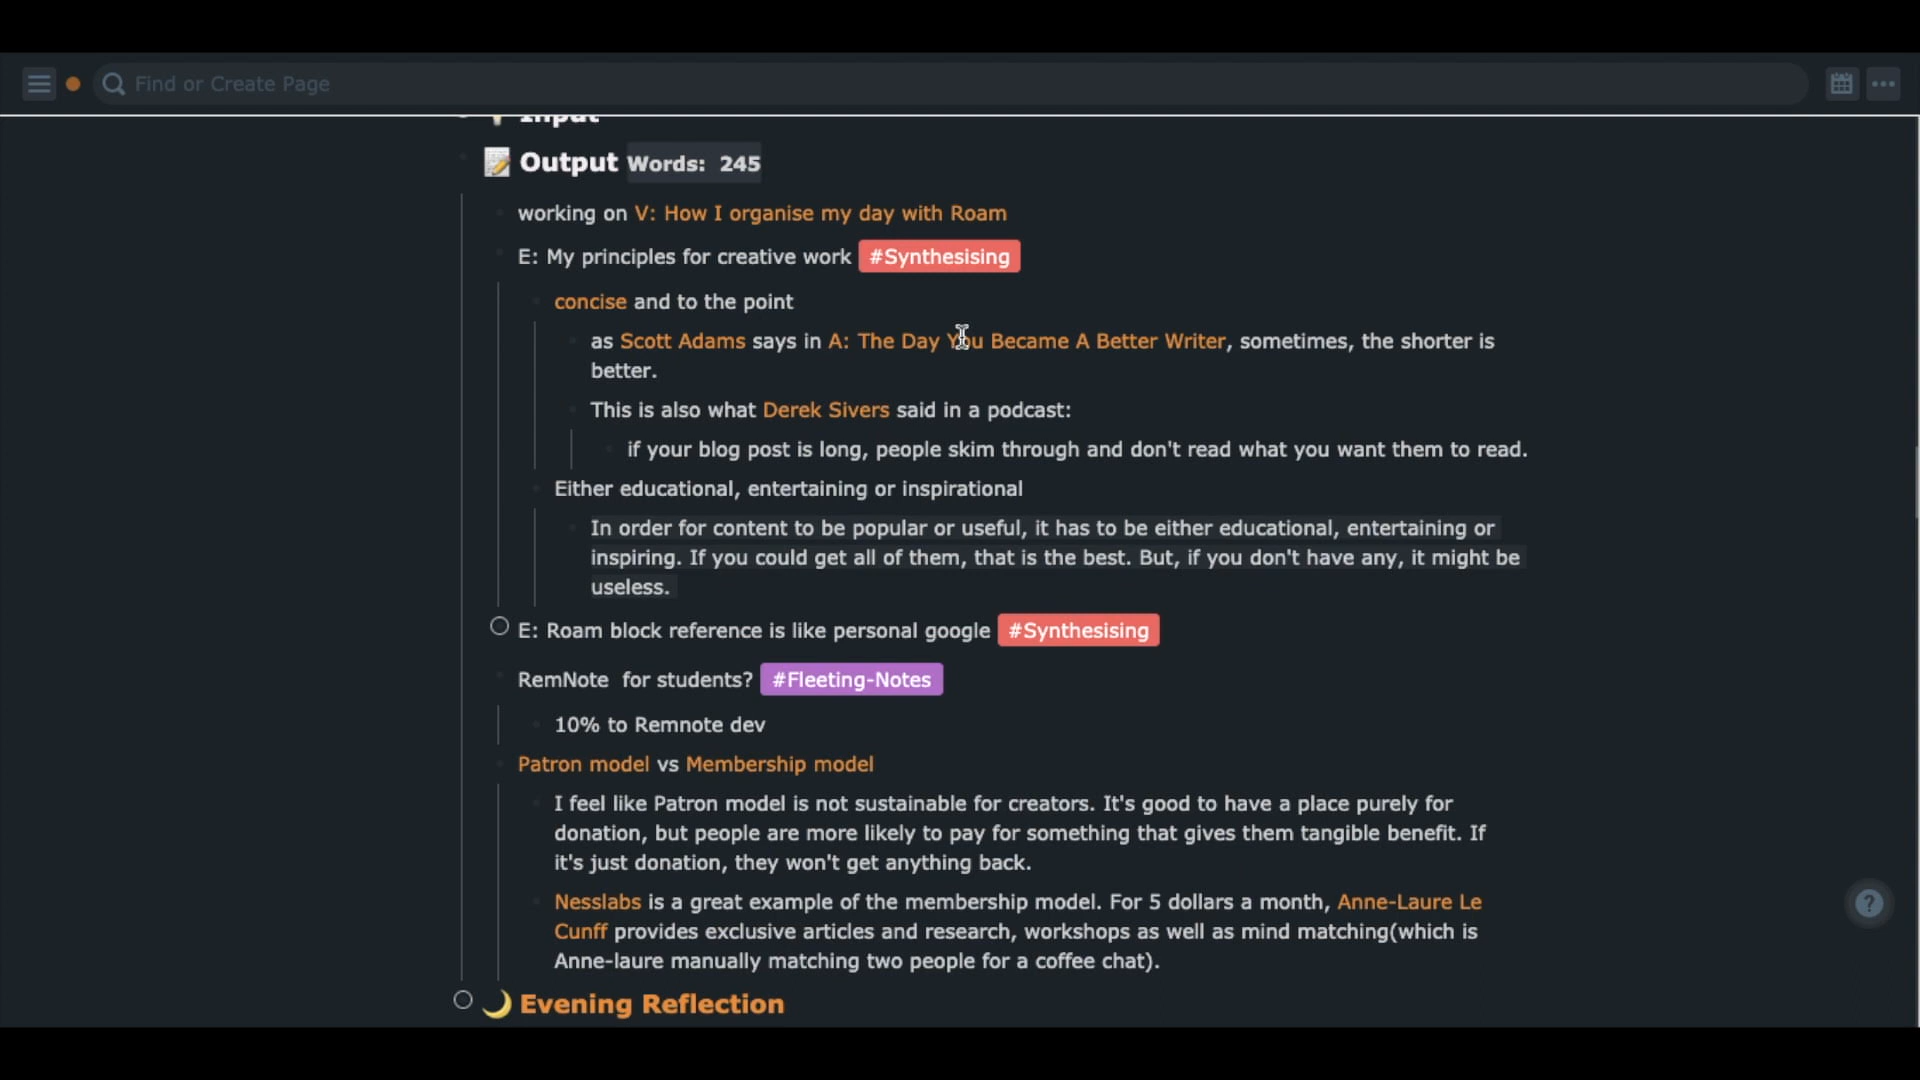 Find or Create Page
Input
Output Words: 245
working on V: How I organise my day with Roam
E: My principles for creative work #Synthesising
concise and to the point
as Scott Adams says in A: The Day You Became A Better Writer, sometimes, the shorter is
better.
This is also what Derek Sivers said in a podcast:
if your blog post is long, people skim through and don't read what you want them to read.
Either educational, entertaining or inspirational
In order for content to be popular or useful, it has to be either educational, entertaining or
inspiring. If you could get all of them, that is the best. But, if you don't have any, it might be
useless.
E: Roam block reference is like personal google #Synthesising
RemNote for students? #Fleeting-Notes
10% to Remnote dev
Patron model vs Membership model
I feel like Patron model is not sustainable for creators. It's good to have a place purely for
donation, but people are more likely to pay for something that gives them tangible benefit. If
it's just donation, they won't get anything back.
Nesslabs is a great example of the membership model. For 5 dollars a month, Anne-Laure Le
Cunff provides exclusive articles and research, workshops as well as mind matching(which is
Anne-laure manually matching two people for a coffee chat).
Evening Reflection